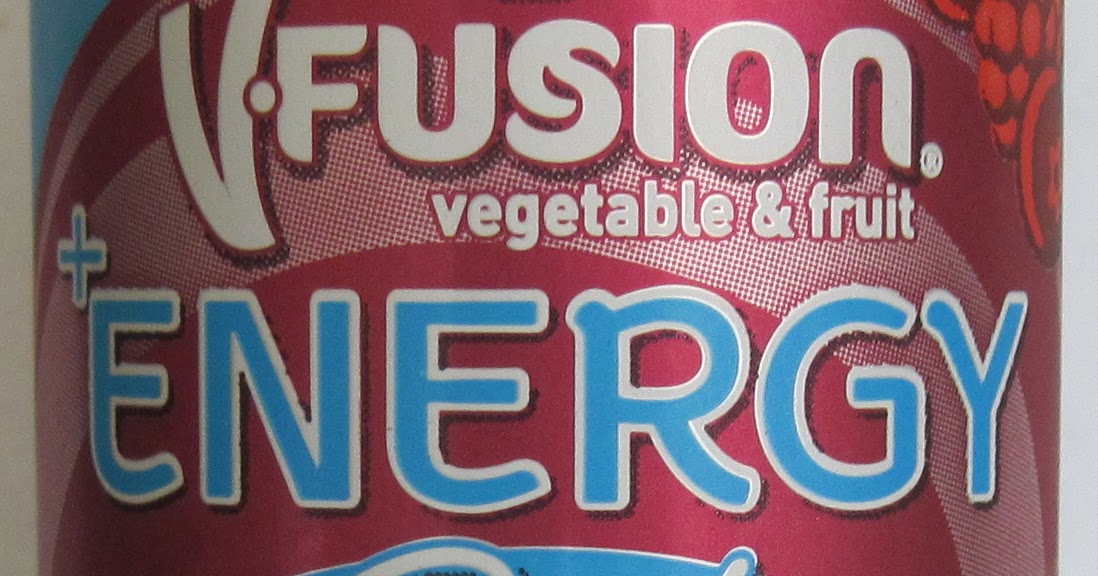 V·FUSION®
vegetable & fruit
+ENERGY